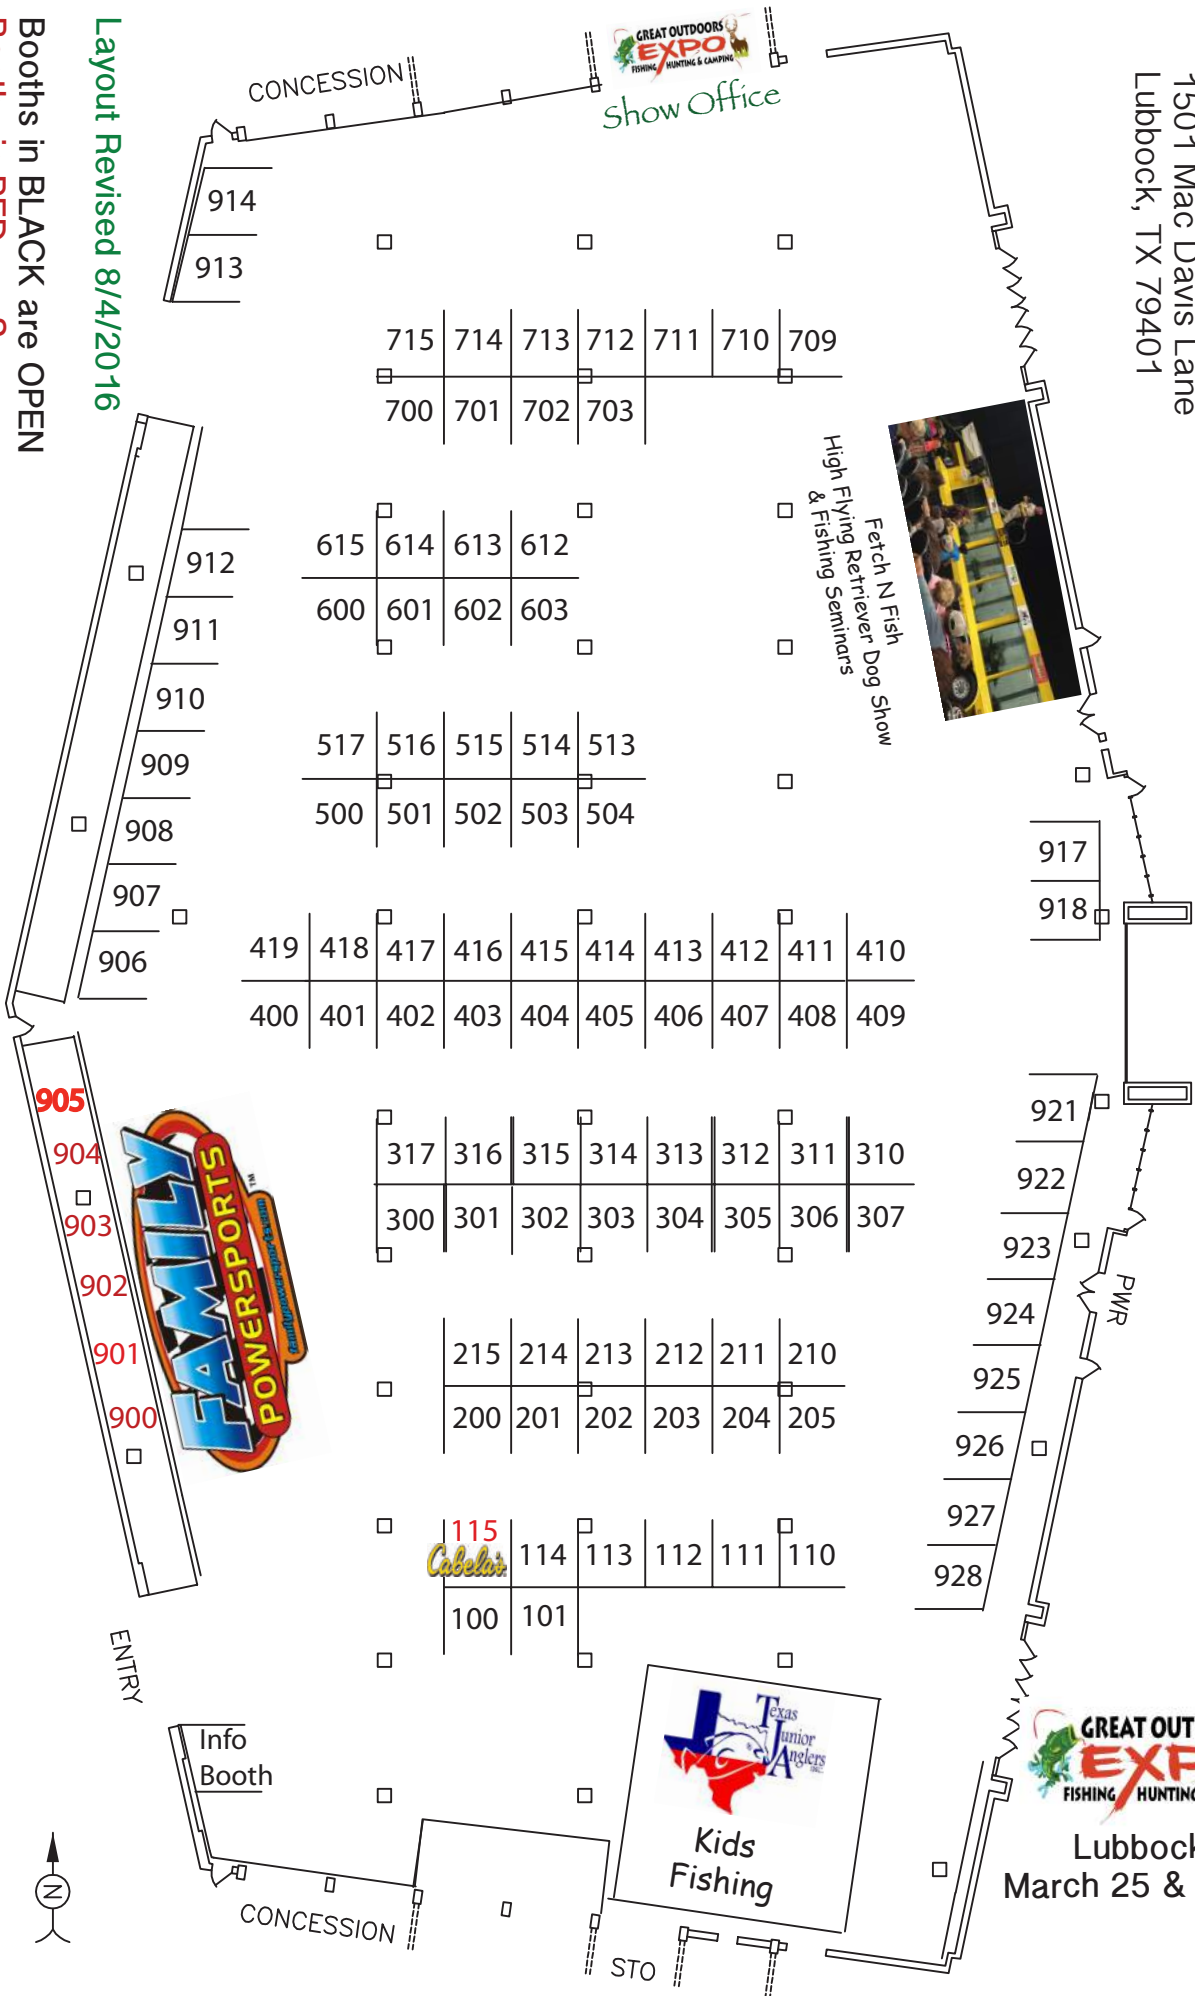 GREAT OUTDOORS
EXPO
FISHING HUNTING & CAMPING
Show Office
CONCESSION
1501 Mac Davis Lane
Lubbock, TX 79401
Layout Revised 8/4/2016
Booths in BLACK are OPEN
914
913
715 714 713 712 711 710 709
700 701 702 703
Fetch N Fish
High Flying Retriever Dog Show
& Fishing Seminars
615 614 613 612
600 601 602 603
912
911
910
909
908
907
906
517 516 515 514 513
500 501 502 503 504
917
918
419 418 417 416 415 414 413 412 411 410
400 401 402 403 404 405 406 407 408 409
905
904
903
902
901
900
FAMILY
POWERSPORTS™
familypowersports.com
317 316 315 314 313 312 311 310
300 301 302 303 304 305 306 307
921
922
923
924
925
926
927
928
PWR
215 214 213 212 211 210
200 201 202 203 204 205
115
Cabela's
114 113 112 111 110
100 101
ENTRY
Info
Booth
Texas
Junior
Anglers
INC.
Kids
Fishing
GREAT OUT
EXP
FISHING HUNTING
Lubbock
March 25 &
N
CONCESSION
STO